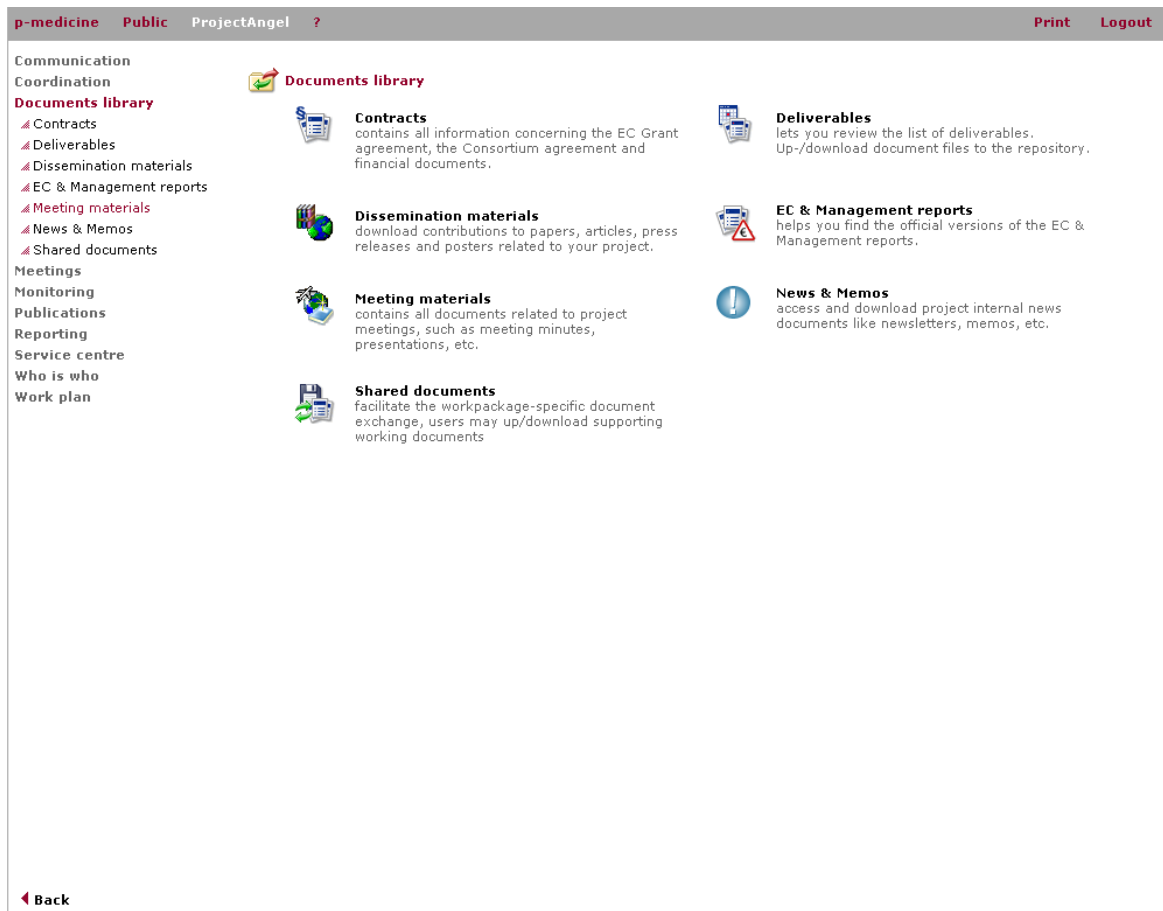 p-medicine Public ProjectAngel ? Print Logout
Communication
Coordination
Documents library
Contracts
Deliverables
Dissemination materials
EC & Management reports
Meeting materials
News & Memos
Shared documents
Meetings
Monitoring
Publications
Reporting
Service centre
Who is who
Work plan
Documents library
Contracts
contains all information concerning the EC Grant
agreement, the Consortium agreement and
financial documents.
Deliverables
lets you review the list of deliverables.
Up-/download document files to the repository.
Dissemination materials
download contributions to papers, articles, press
releases and posters related to your project.
EC & Management reports
helps you find the official versions of the EC &
Management reports.
Meeting materials
contains all documents related to project
meetings, such as meeting minutes,
presentations, etc.
News & Memos
access and download project internal news
documents like newsletters, memos, etc.
Shared documents
facilitate the workpackage-specific document
exchange, users may up/download supporting
working documents
Back